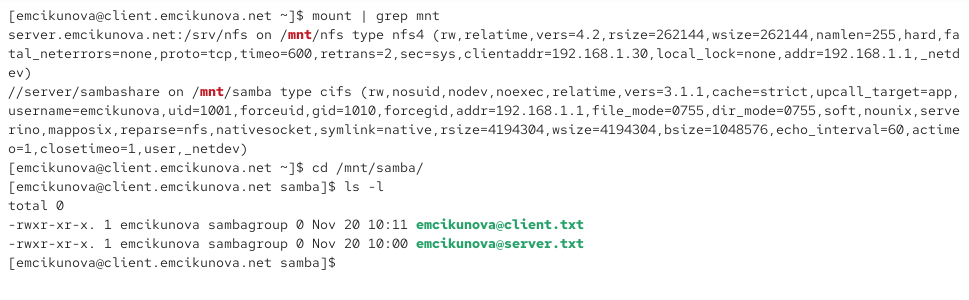 [emcikunova@client.emcikunova.net ~]$ mount | grep mnt
server.emcikunova.net:/srv/nfs on /mnt/nfs type nfs4 (rw,relatime,vers=4.2,rsize=262144,wsize=262144,namlen=255,hard,fa
tal_neterrors=none,proto=tcp,timeo=600,retrans=2,sec=sys,clientaddr=192.168.1.30,local_lock=none,addr=192.168.1.1,_netd
ev)
//server/sambashare on /mnt/samba type cifs (rw,nosuid,nodev,noexec,relatime,vers=3.1.1,cache=strict,upcall_target=app,
username=emcikunova,uid=1001,forceuid,gid=1010,forcegid,addr=192.168.1.1,file_mode=0755,dir_mode=0755,soft,nounix,serve
rino,mapposix,reparse=nfs,nativesocket,symlink=native,rsize=4194304,wsize=4194304,bsize=1048576,echo_interval=60,actime
o=1,closetimeo=1,user,_netdev)
[emcikunova@client.emcikunova.net ~]$ cd /mnt/samba/
[emcikunova@client.emcikunova.net samba]$ ls -l
total 0
-rwxr-xr-x. 1 emcikunova sambagroup 0 Nov 20 10:11 emcikunova@client.txt
-rwxr-xr-x. 1 emcikunova sambagroup 0 Nov 20 10:00 emcikunova@server.txt
[emcikunova@client.emcikunova.net samba]$